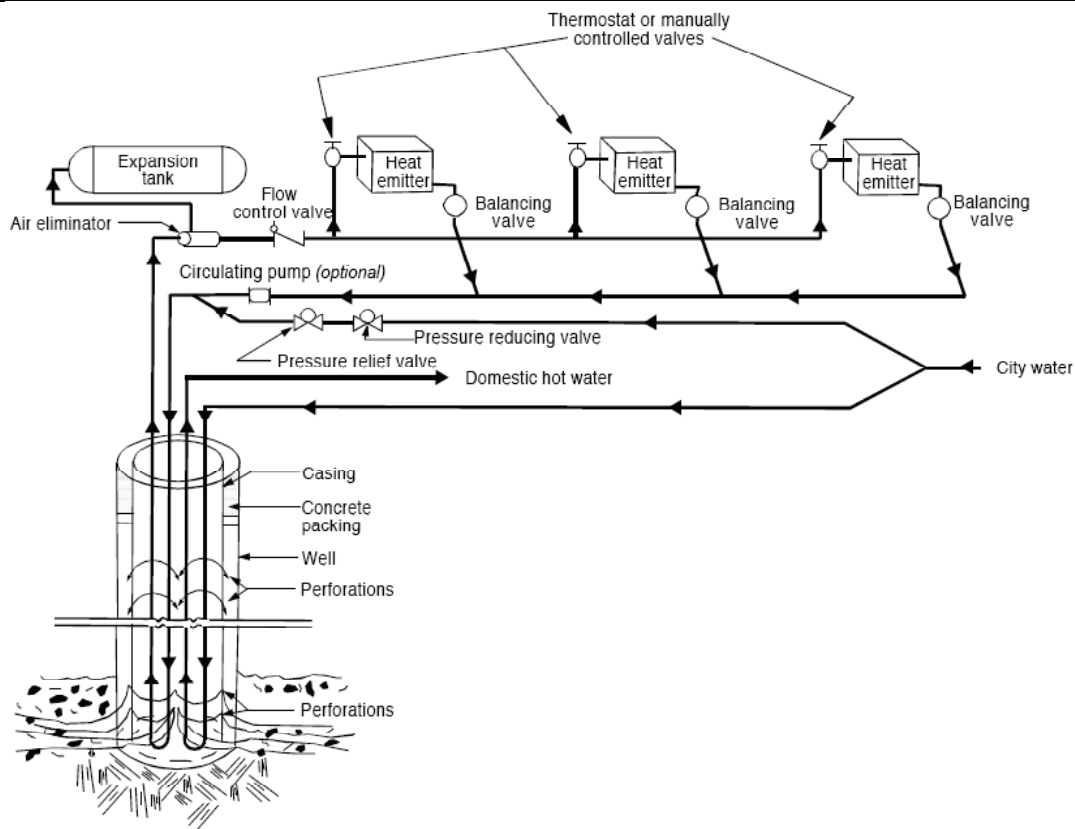 Thermostat or manually
controlled valves
Expansion
tank
Heat
emitter
Heat
emitter
Heat
emitter
Flow
control valve
Balancing
valve
Balancing
valve
Balancing
valve
Air eliminator
Circulating pump (optional)
Pressure reducing valve
Pressure relief valve
City water
Domestic hot water
Casing
Concrete
packing
Well
Perforations
Perforations